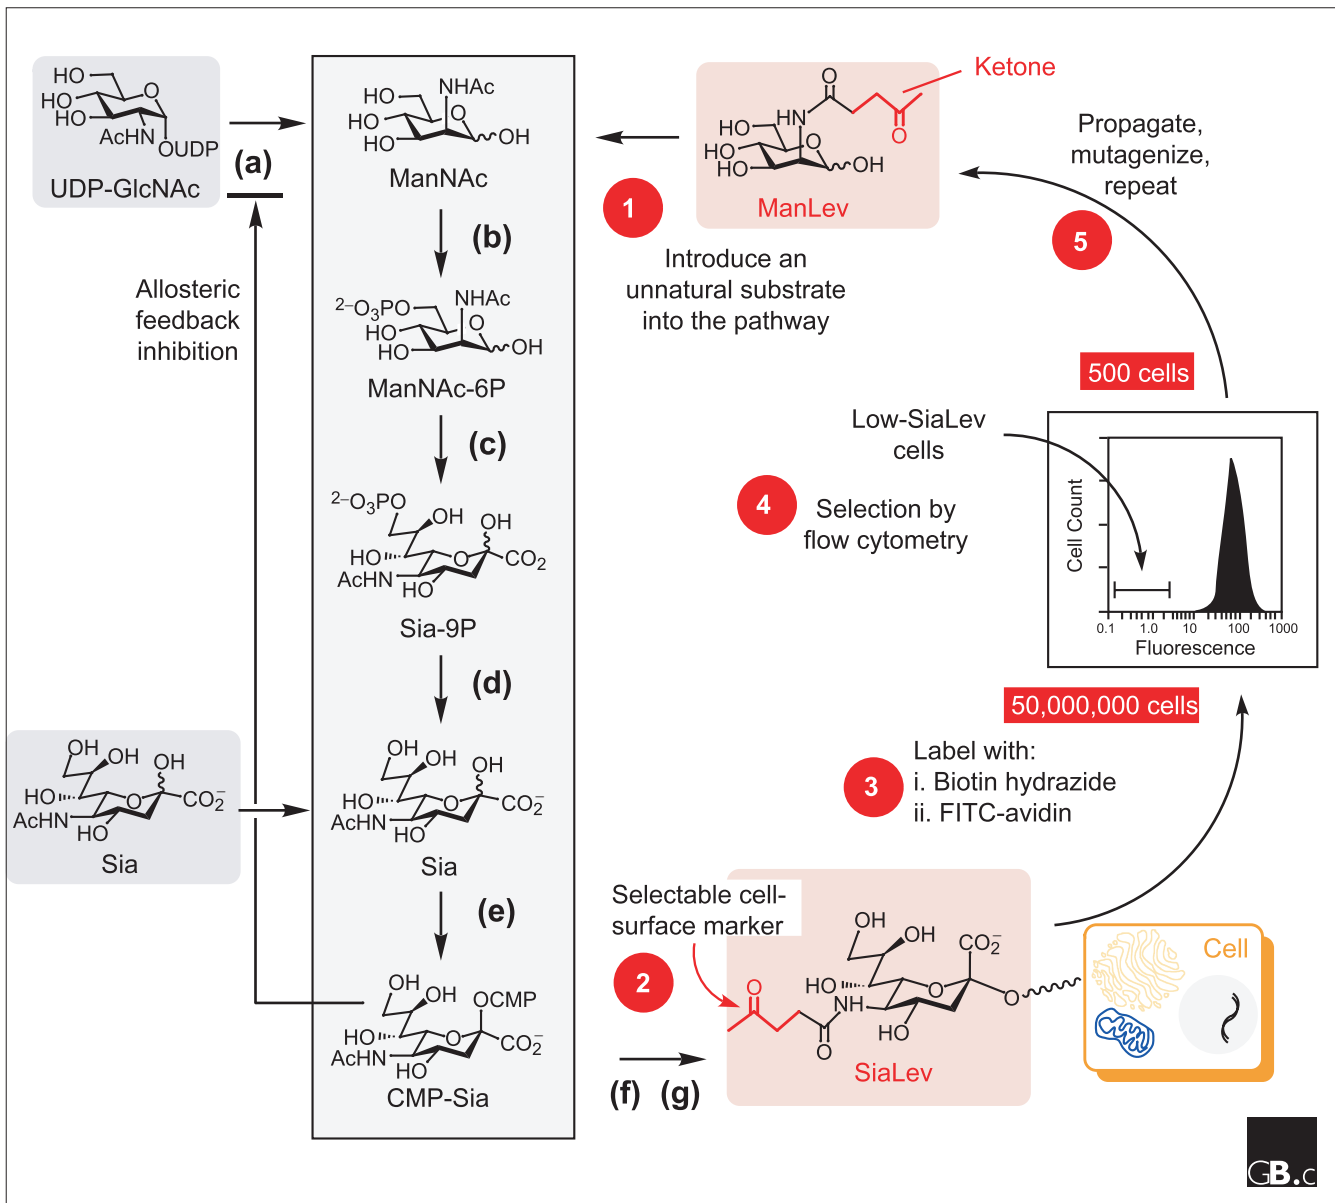 HO
HO
HO
O
AcHN
OUDP
UDP-GlcNAc
(a)
Allosteric
feedback
inhibition
NHAc
HO
HO
HO
O
OH
ManNAc
(b)
2–O3PO
NHAc
HO
HO
O
OH
ManNAc-6P
(c)
2–O3PO
OH
OH
HO
O
CO2
AcHN
HO
Sia-9P
(d)
OH
OH
OH
HO
O
CO2–
AcHN
HO
Sia
OH
OH
OH
HO
O
CO2–
AcHN
HO
Sia
(e)
OH
OH
OCMP
HO
O
CO2–
AcHN
HO
CMP-Sia
O
Ketone
HN
O
HO
HO
HO
O
OH
ManLev
1
Introduce an
unnatural substrate
into the pathway
Propagate,
mutagenize,
repeat
5
500 cells
Low-SiaLev
cells
4
Selection by
flow cytometry
Cell Count
0.1
1.0
10
100
1000
Fluorescence
50,000,000 cells
3
Label with:
i. Biotin hydrazide
ii. FITC-avidin
Selectable cell-
surface marker
2
OH
OH
CO2–
HO
O
O
O
NH
HO
O
SiaLev
Cell
(f) (g)
GB.c